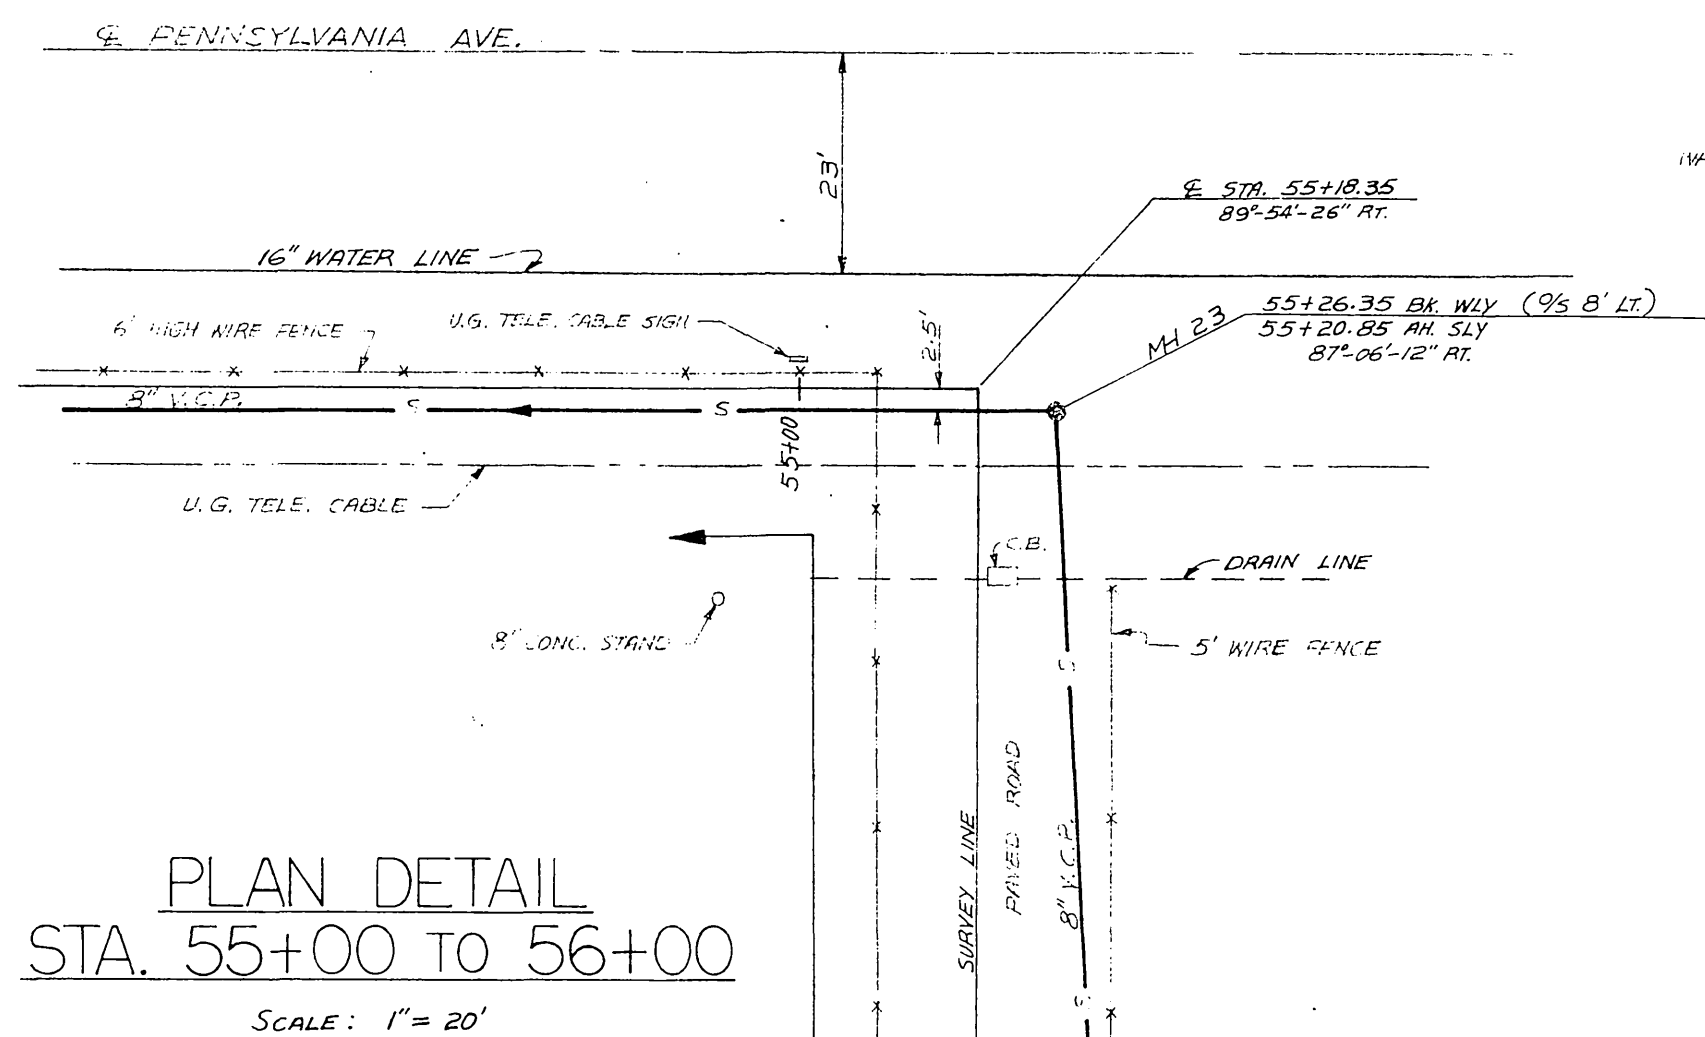 ℄ PENNSYLVANIA AVE.
23'
℄ STA. 55+18.35
89°-54'-26" RT.
16" WATER LINE
6' HIGH WIRE FENCE
U.G. TELE. CABLE SIGN
2.5'
MH 23
55+26.35 BK. WLY (O/S 8' LT.)
55+20.85 AH. SLY
87°-06'-12" RT.
8" V.C.P.
S
S
55+00
U.G. TELE. CABLE
C.B.
DRAIN LINE
8" CONC. STAND
5' WIRE FENCE
S
SURVEY LINE
PAVED ROAD
8" V.C.P.
S
PLAN DETAIL
STA. 55+00 TO 56+00
SCALE: 1"= 20'